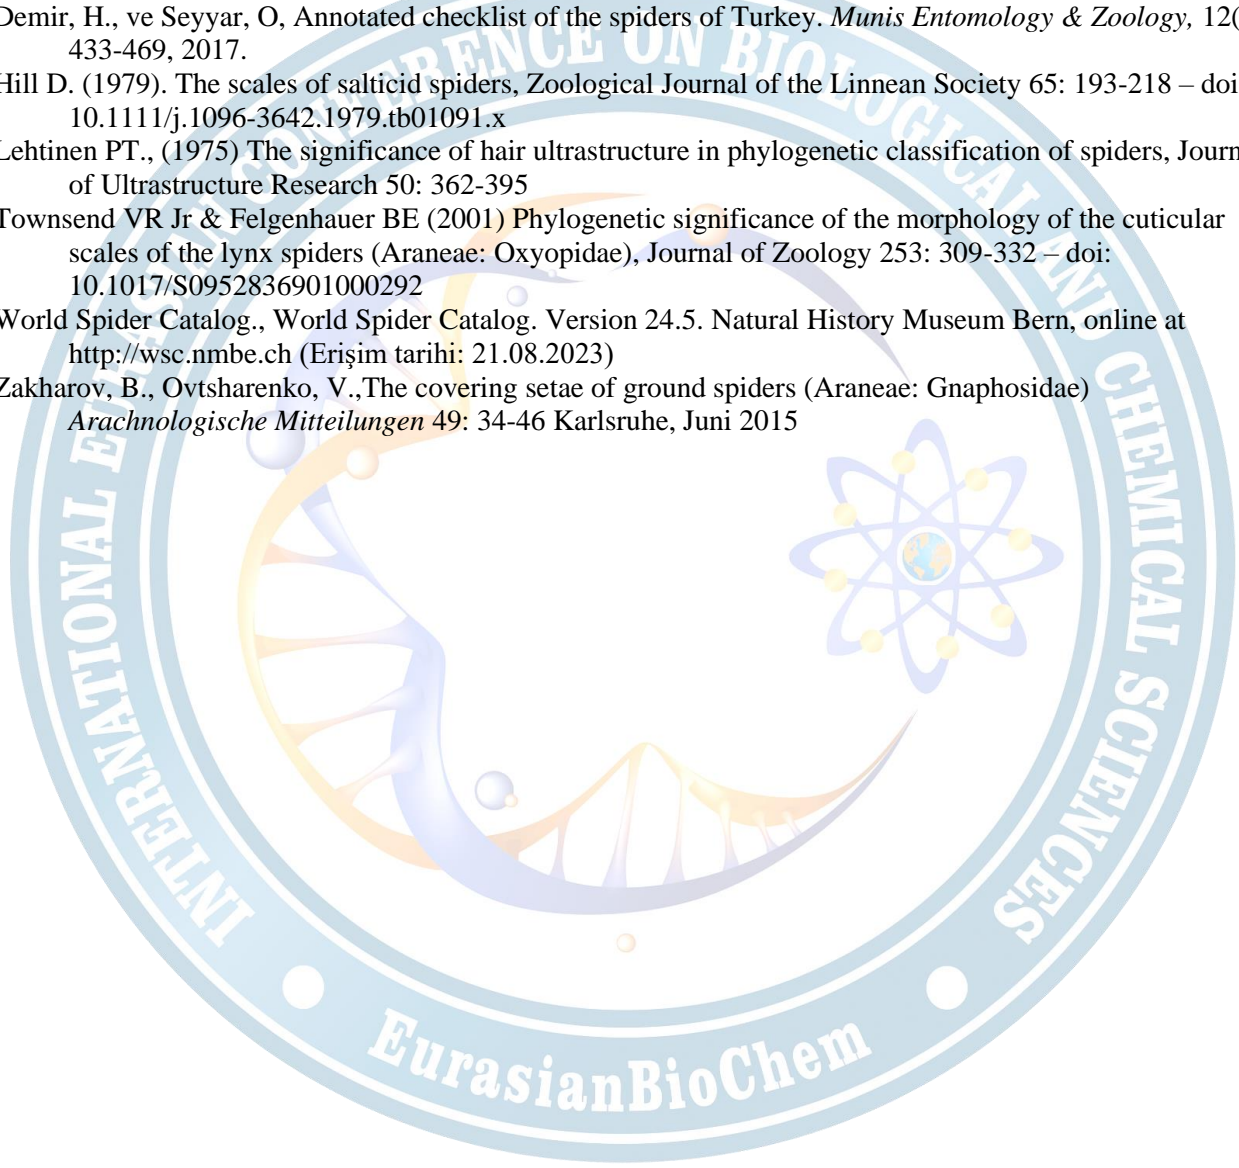 Demir, H., ve Seyyar, O, Annotated checklist of the spiders of Turkey. Munis Entomology & Zoology, 12(
433-469, 2017.
Hill D. (1979). The scales of salticid spiders, Zoological Journal of the Linnean Society 65: 193-218 – doi
10.1111/j.1096-3642.1979.tb01091.x
Lehtinen PT., (1975) The significance of hair ultrastructure in phylogenetic classification of spiders, Journ
of Ultrastructure Research 50: 362-395
Townsend VR Jr & Felgenhauer BE (2001) Phylogenetic significance of the morphology of the cuticular
scales of the lynx spiders (Araneae: Oxyopidae), Journal of Zoology 253: 309-332 – doi:
10.1017/S0952836901000292
World Spider Catalog., World Spider Catalog. Version 24.5. Natural History Museum Bern, online at
http://wsc.nmbe.ch (Erişim tarihi: 21.08.2023)
Zakharov, B., Ovtsharenko, V.,The covering setae of ground spiders (Araneae: Gnaphosidae)
Arachnologische Mitteilungen 49: 34-46 Karlsruhe, Juni 2015
INTERNATIONAL EURASIAN CONFERENCE ON BIOLOGICAL AND CHEMICAL SCIENCES
EurasianBioChem